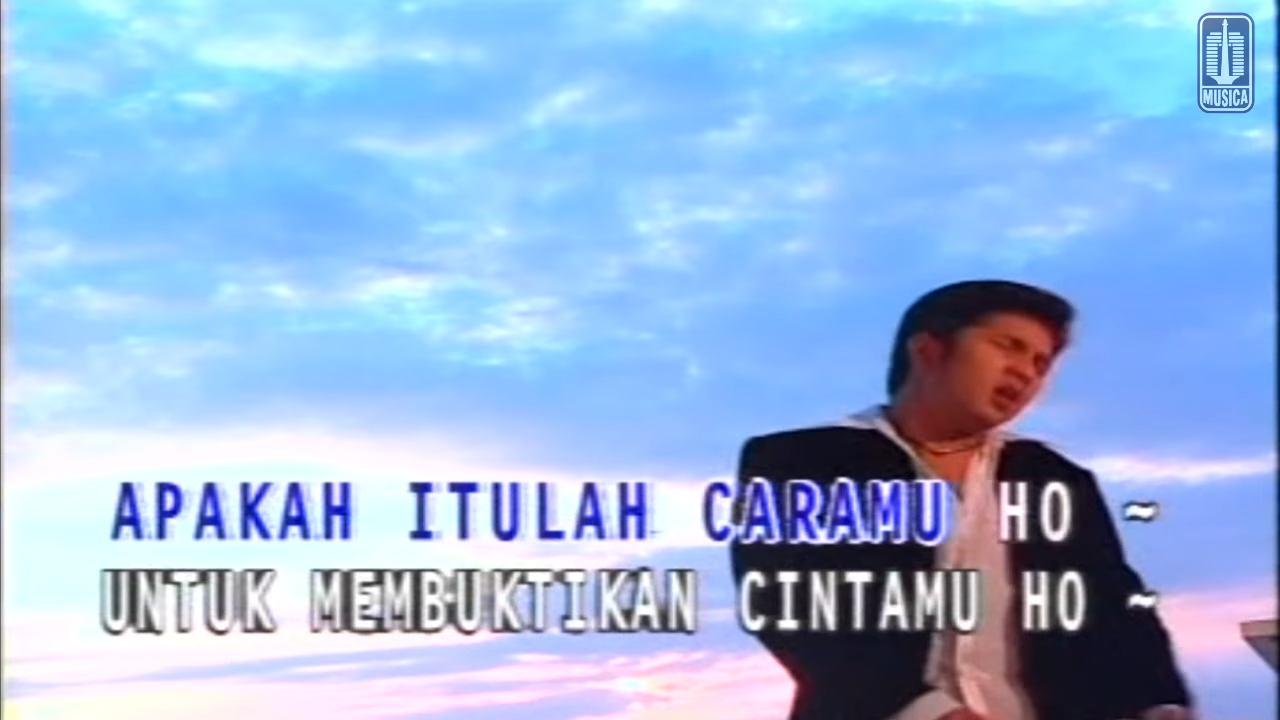 MUSICA
APAKAH ITULAH CARAMU HO ~
UNTUK MEMBUKTIKAN CINTAMU HO ~